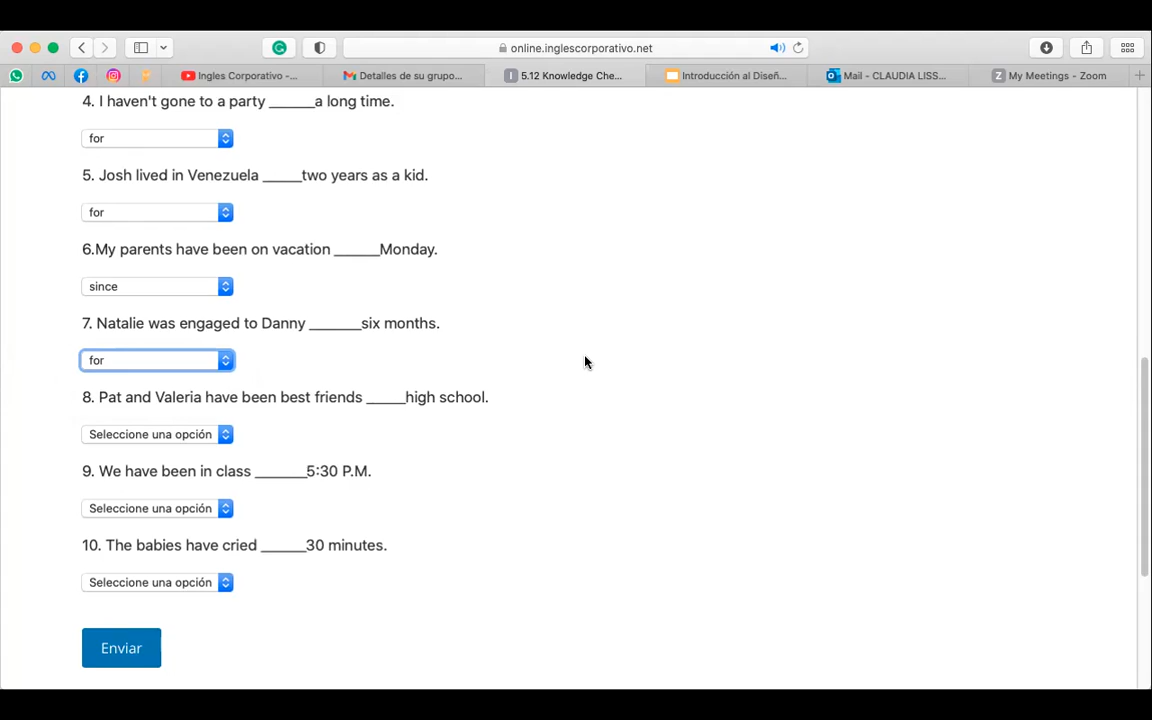 online.inglescorporativo.net
Ingles Corporativo -...
Detalles de su grupo...
5.12 Knowledge Che...
Introducción al Diseñ...
Mail - CLAUDIA LISS...
My Meetings - Zoom
4. I haven't gone to a party ______a long time.
for
5. Josh lived in Venezuela _____two years as a kid.
for
6.My parents have been on vacation ______Monday.
since
7. Natalie was engaged to Danny _______six months.
for
8. Pat and Valeria have been best friends _____high school.
Seleccione una opción
9. We have been in class _______5:30 P.M.
Seleccione una opción
10. The babies have cried ______30 minutes.
Seleccione una opción
Enviar